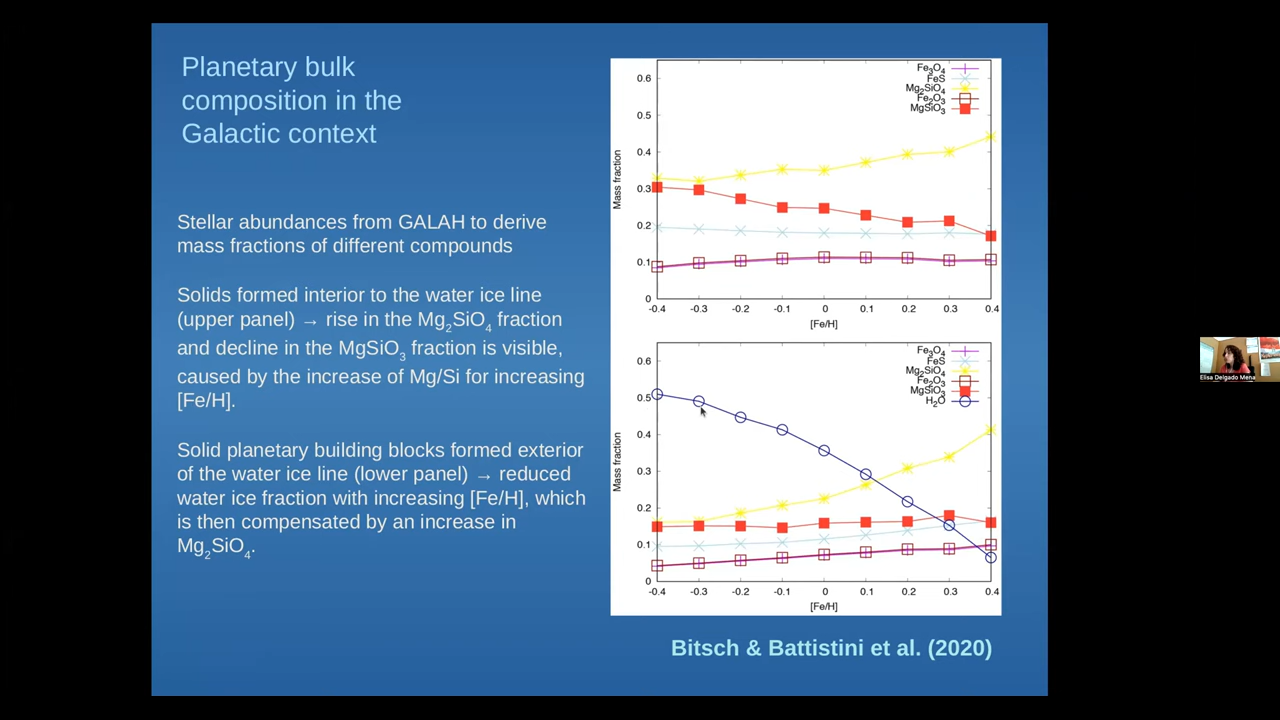 Planetary bulk
composition in the
Galactic context
Stellar abundances from GALAH to derive
mass fractions of different compounds
Solids formed interior to the water ice line
(upper panel) → rise in the Mg₂SiO₄ fraction
and decline in the MgSiO₃ fraction is visible,
caused by the increase of Mg/Si for increasing
[Fe/H].
Solid planetary building blocks formed exterior
of the water ice line (lower panel) → reduced
water ice fraction with increasing [Fe/H], which
is then compensated by an increase in
Mg₂SiO₄.
Fe₃O₄
FeS
Mg₂SiO₄
Fe₂O₃
MgSiO₃
Mass fraction
0.6
0.5
0.4
0.3
0.2
0.1
0
-0.4 -0.3 -0.2 -0.1 0 0.1 0.2 0.3 0.4
[Fe/H]
Fe₃O₄
FeS
Mg₂SiO₄
Fe₂O₃
MgSiO₃
H₂O
Mass fraction
0.6
0.5
0.4
0.3
0.2
0.1
0
-0.4 -0.3 -0.2 -0.1 0 0.1 0.2 0.3 0.4
[Fe/H]
Bitsch & Battistini et al. (2020)
Elisa Delgado Mena